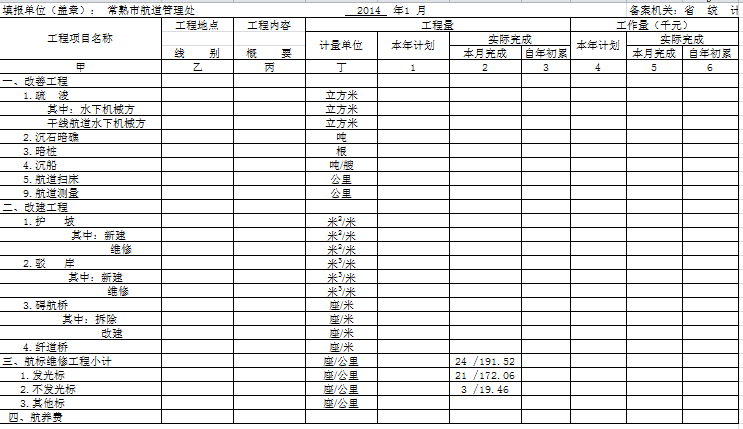 填报单位（盖案）： 常熟市航道管理处 2014 年1 月 备案机关：省 统 计
工程项目名称 工程地点 工程内容 工程量 工作量（千元）
线 别 概 要 计量单位 本年计划 实际完成 本年计划 实际完成
本月完成 自年初累 本月完成 自年初累
甲 乙 丙 丁 1 2 3 4 5 6
一、改善工程
1.疏 浚 立方米
其中：水下机械方 立方米
干线航道水下机械方 立方米
2.沉石暗礁 吨
3.暗桩 根
4.沉船 吨/艘
5.航道扫床 公里
9.航道测量 公里
二、改建工程
1.护 坡 米²/米
其中：新建 米²/米
维修 米²/米
2.驳 岸 米³/米
其中：新建 米³/米
维修 米³/米
3.碍航桥 座/米
其中：拆除 座/米
改建 座/米
4.纤道桥 座/米
三、航标维修工程小计 座/公里 24 /191.52
1.发光标 座/公里 21 /172.06
2.不发光标 座/公里 3 /19.46
3.其他标 座/公里
四、航养费